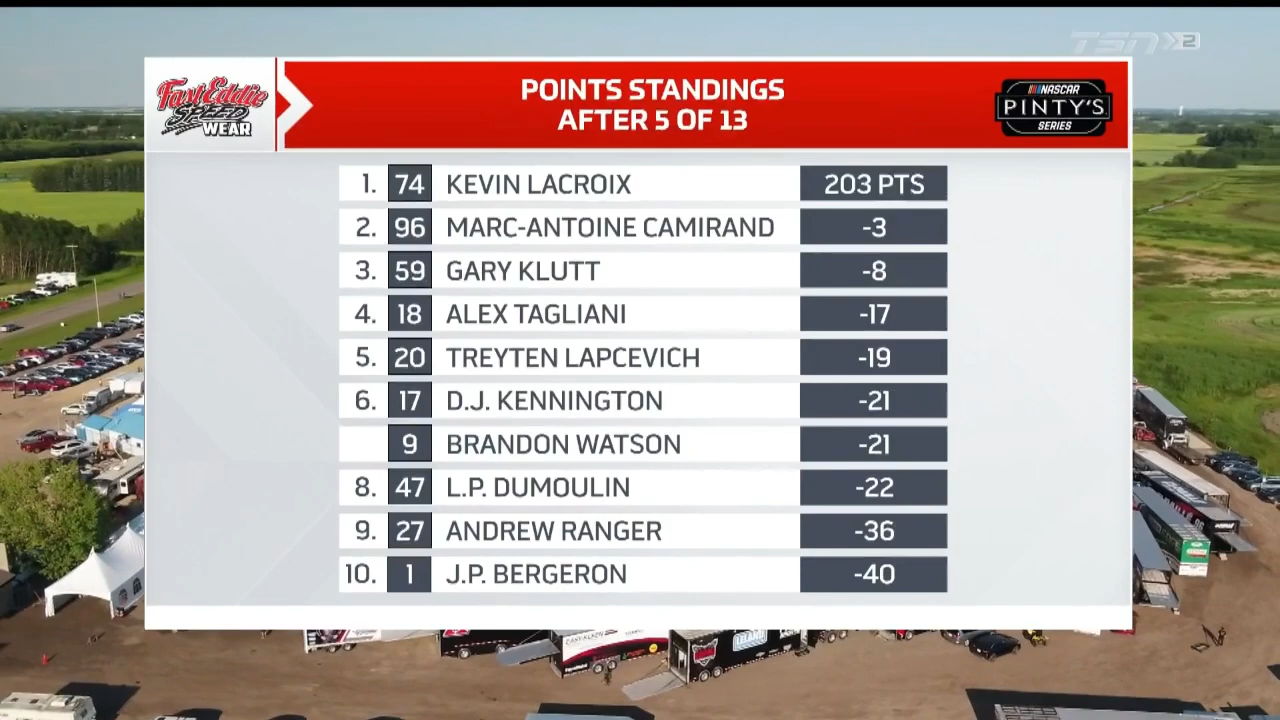 TSN 2
Fast Eddie
SPEED
WEAR
POINTS STANDINGS
AFTER 5 OF 13
NASCAR
PINTY'S
SERIES
1. 74 KEVIN LACROIX 203 PTS
2. 96 MARC-ANTOINE CAMIRAND -3
3. 59 GARY KLUTT -8
4. 18 ALEX TAGLIANI -17
5. 20 TREYTEN LAPCEVICH -19
6. 17 D.J. KENNINGTON -21
9 BRANDON WATSON -21
8. 47 L.P. DUMOULIN -22
9. 27 ANDREW RANGER -36
10. 1 J.P. BERGERON -40